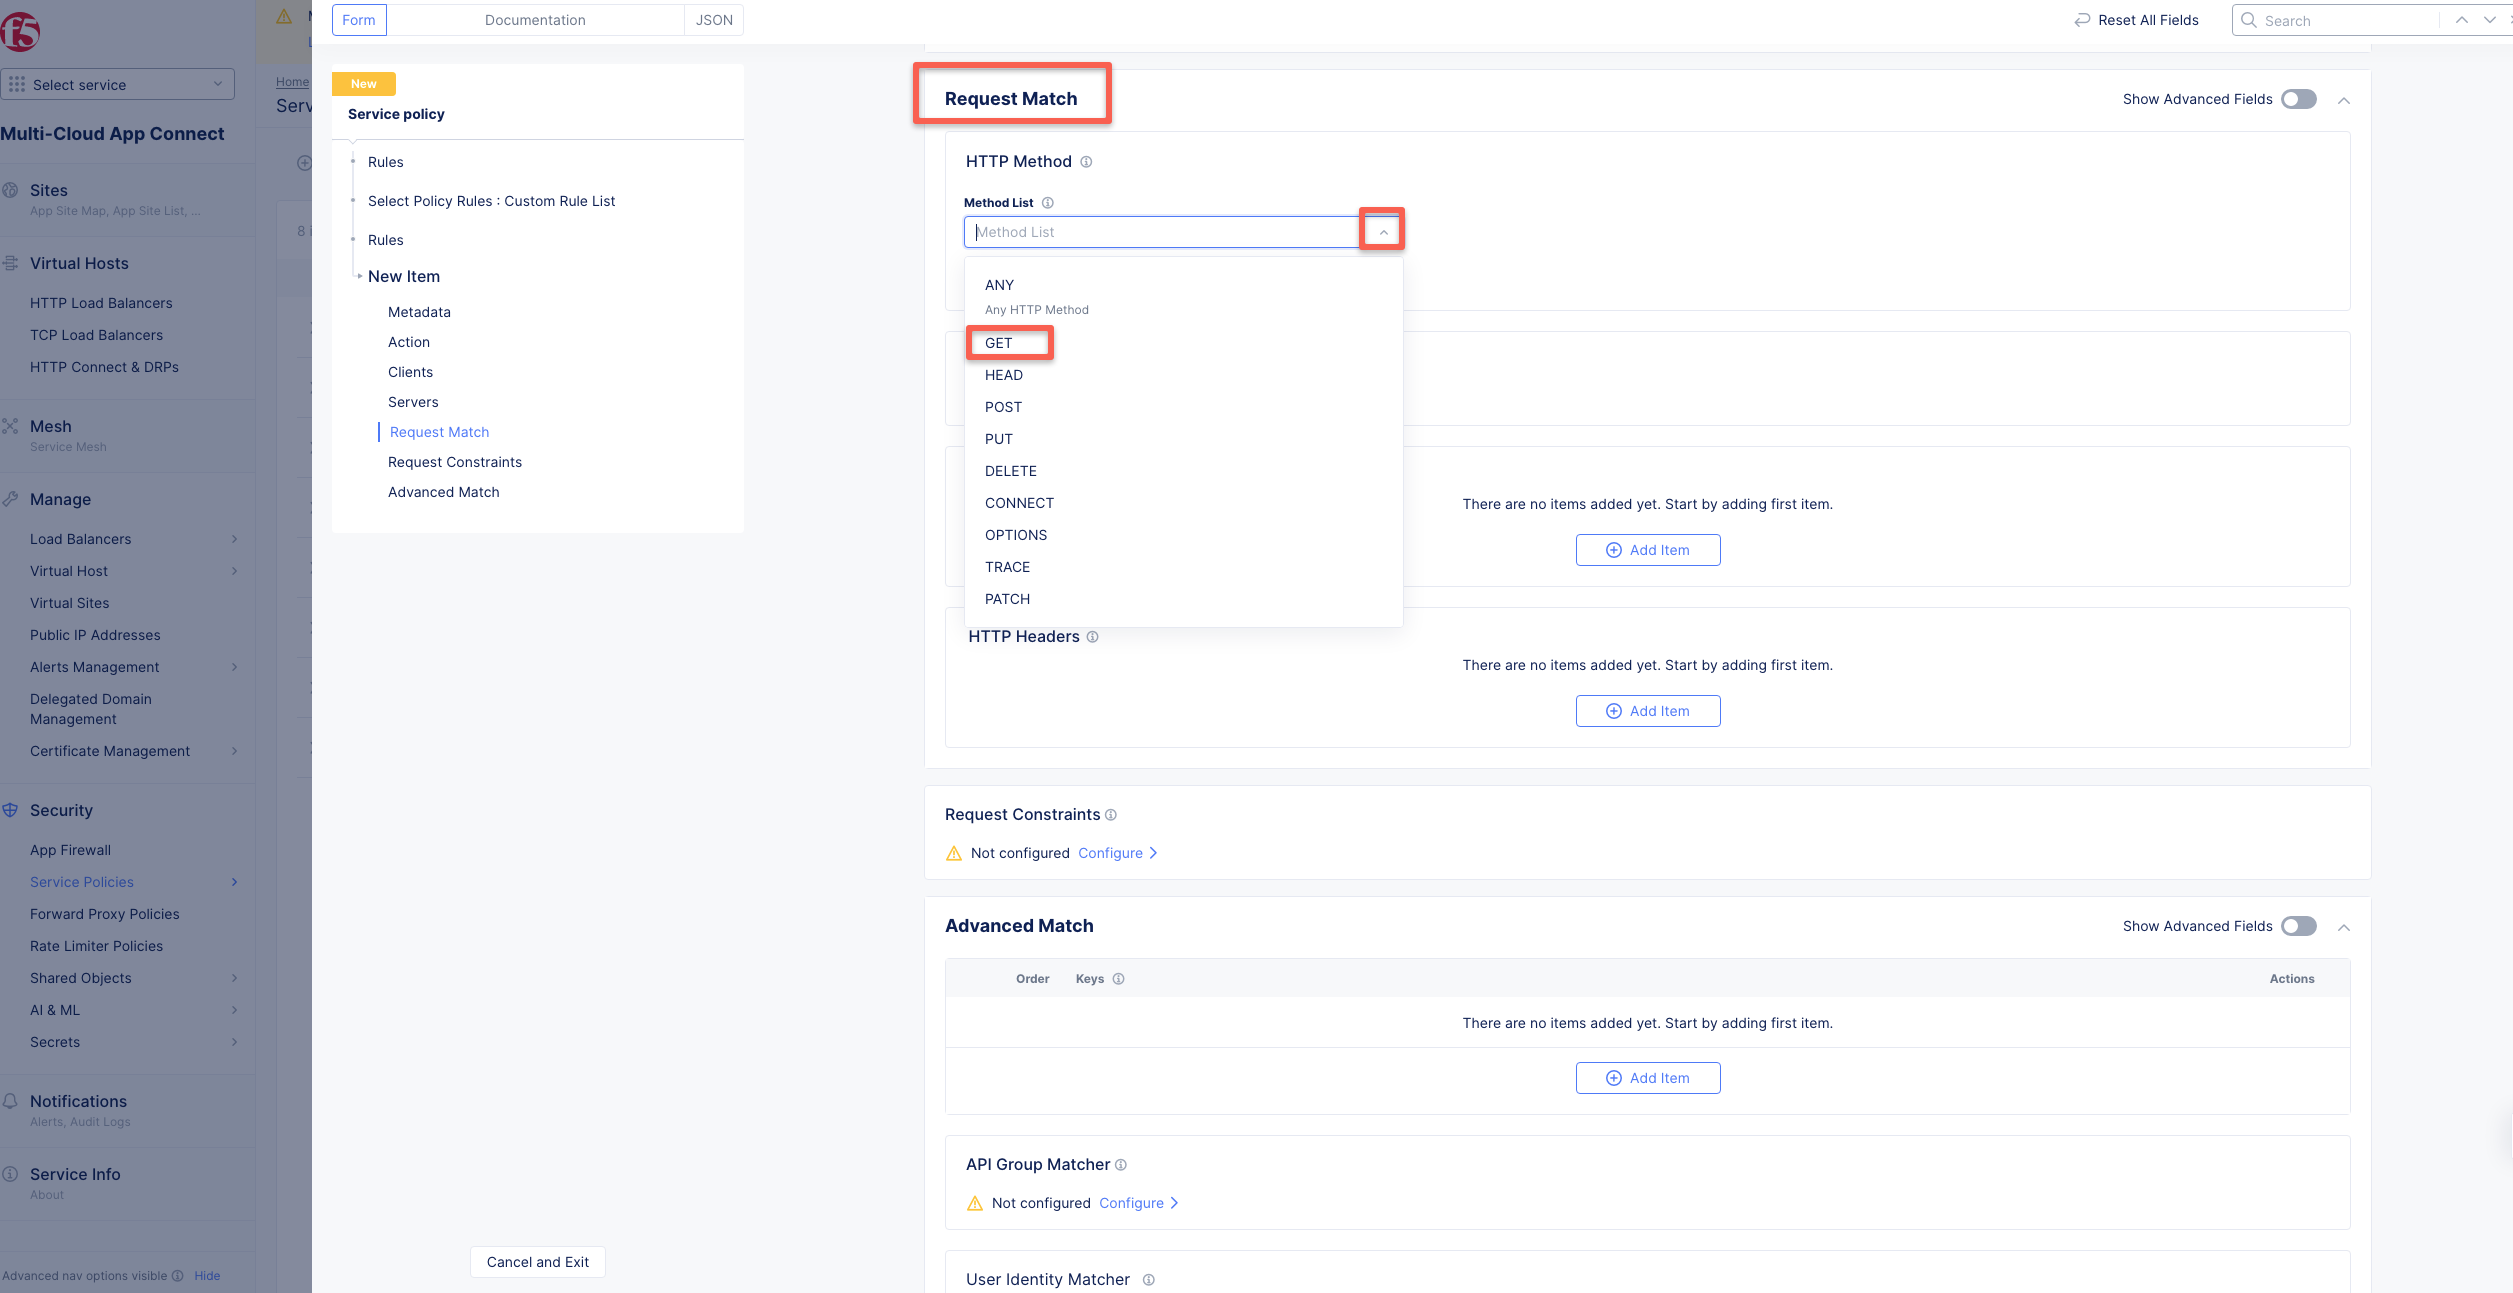 Form
Documentation
JSON
Reset All Fields
Search
f5
Select service
Multi-Cloud App Connect
Sites
App Site Map, App Site List, ...
Virtual Hosts
HTTP Load Balancers
TCP Load Balancers
HTTP Connect & DRPs
Mesh
Service Mesh
Manage
Load Balancers
Virtual Host
Virtual Sites
Public IP Addresses
Alerts Management
Delegated Domain
Management
Certificate Management
Security
App Firewall
Service Policies
Forward Proxy Policies
Rate Limiter Policies
Shared Objects
AI & ML
Secrets
Notifications
Alerts, Audit Logs
Service Info
About
Advanced nav options visible
Hide
Home
Serv
8 i
New
Service policy
Rules
Select Policy Rules : Custom Rule List
Rules
New Item
Metadata
Action
Clients
Servers
Request Match
Request Constraints
Advanced Match
Cancel and Exit
Request Match
Show Advanced Fields
HTTP Method
Method List
Method List
ANY
Any HTTP Method
GET
HEAD
POST
PUT
DELETE
CONNECT
OPTIONS
TRACE
PATCH
There are no items added yet. Start by adding first item.
Add Item
HTTP Headers
There are no items added yet. Start by adding first item.
Add Item
Request Constraints
Not configured Configure
Advanced Match
Show Advanced Fields
Order Keys Actions
There are no items added yet. Start by adding first item.
Add Item
API Group Matcher
Not configured Configure
User Identity Matcher